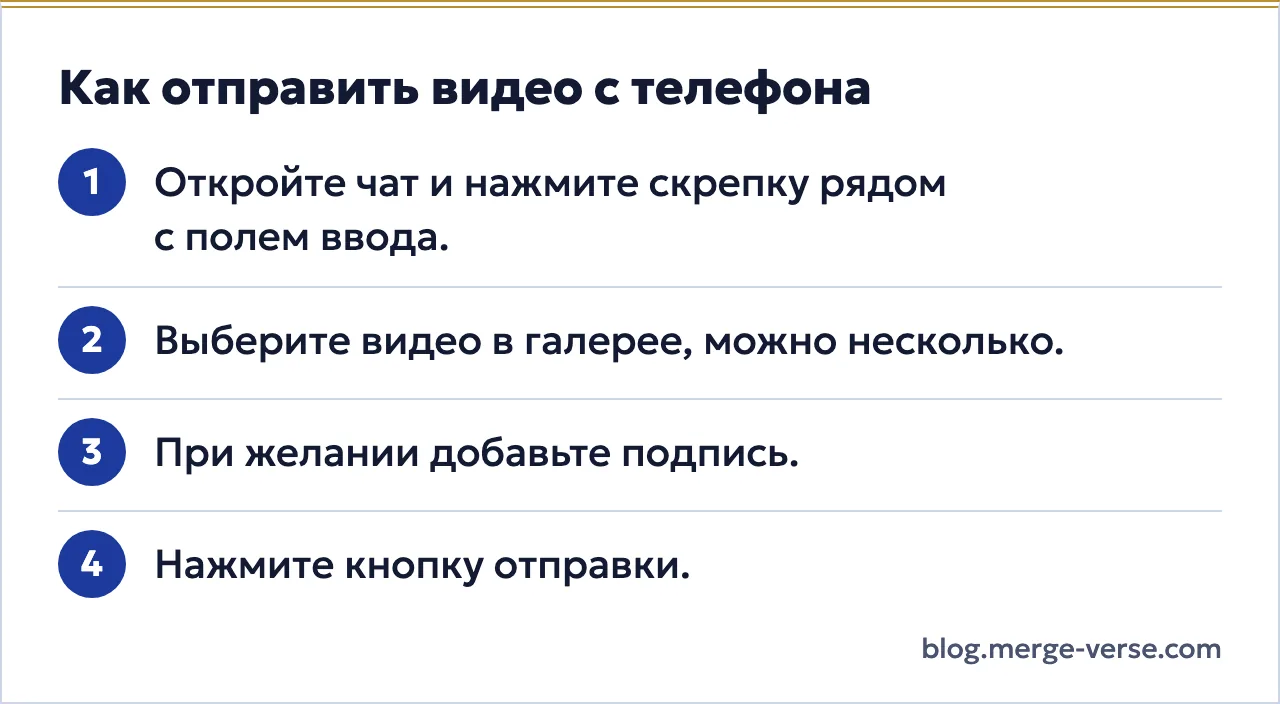 Как отправить видео с телефона
1 Откройте чат и нажмите скрепку рядом
с полем ввода.
2 Выберите видео в галерее, можно несколько.
3 При желании добавьте подпись.
4 Нажмите кнопку отправки.
blog.merge-verse.com